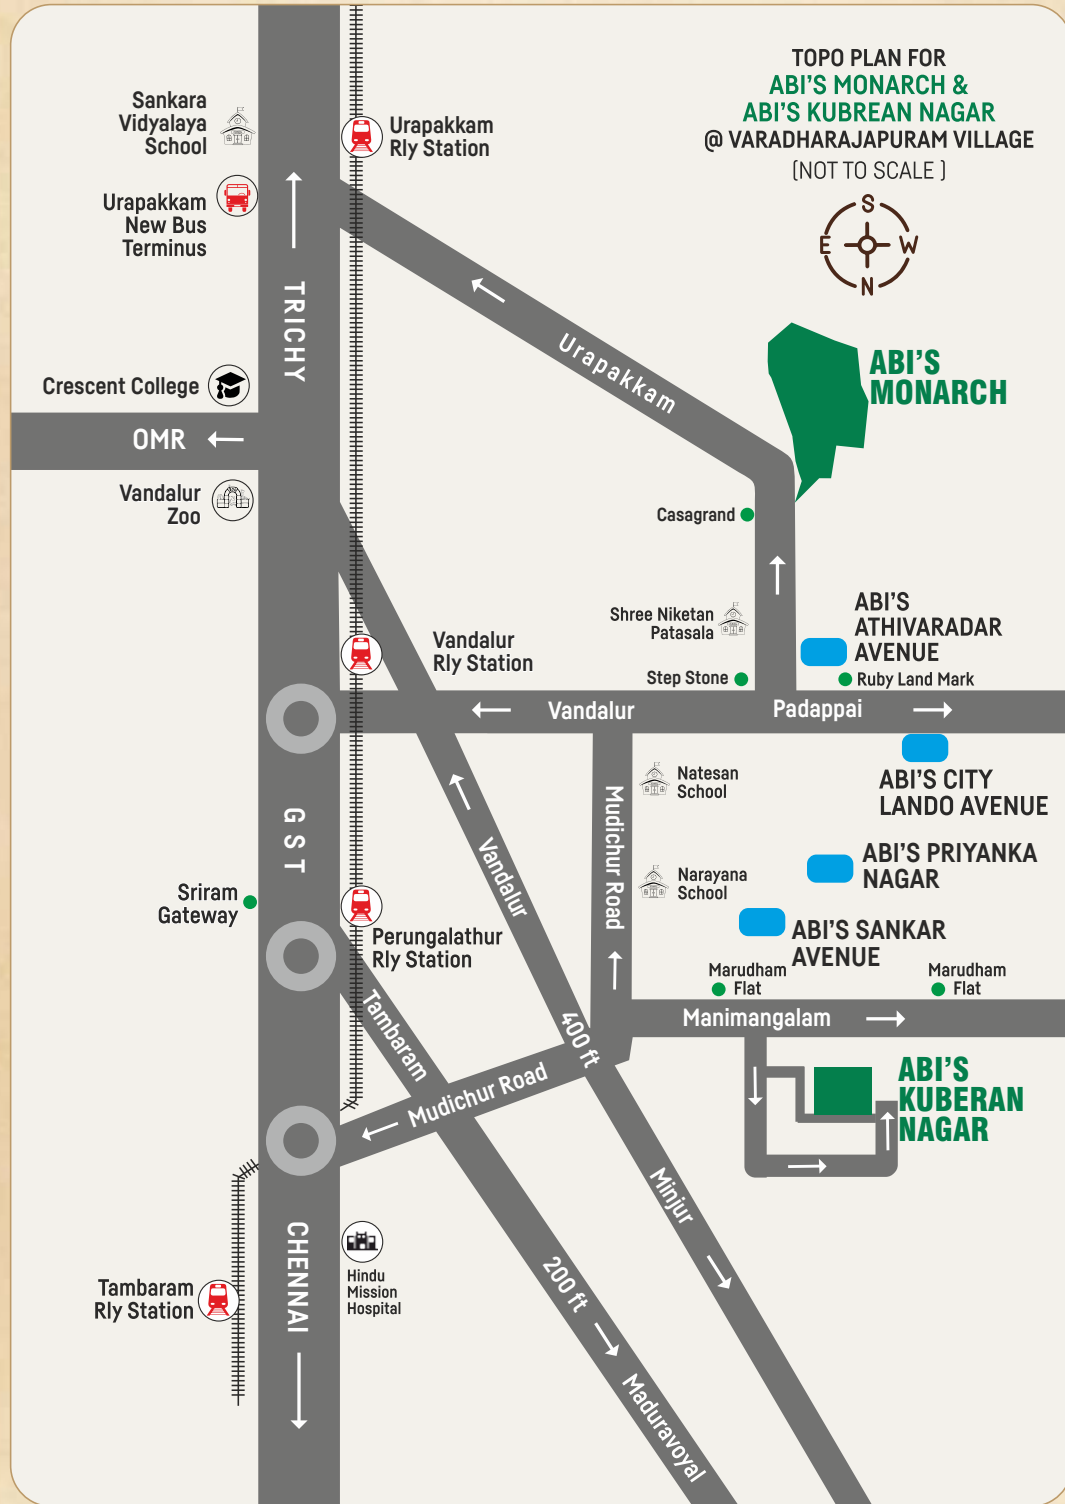 TOPO PLAN FOR
ABI'S MONARCH &
ABI'S KUBREAN NAGAR
@ VARADHARAJAPURAM VILLAGE
(NOT TO SCALE )
S
E
W
N
Sankara
Vidyalaya
School
Urapakkam
Rly Station
Urapakkam
New Bus
Terminus
TRICHY
Urapakkam
ABI'S
MONARCH
Crescent College
OMR
Vandalur
Zoo
Casagrand
Shree Niketan
Patasala
ABI'S
ATHIVARADAR
AVENUE
Vandalur
Rly Station
Step Stone
Ruby Land Mark
Vandalur
Padappai
Natesan
School
ABI'S CITY
LANDO AVENUE
Mudichur Road
GST
Vandalur
ABI'S PRIYANKA
NAGAR
Narayana
School
Sriram
Gateway
ABI'S SANKAR
AVENUE
Perungalathur
Rly Station
Marudham
Flat
Marudham
Flat
Tambaram
400 ft
Manimangalam
Mudichur Road
ABI'S
KUBERAN
NAGAR
Minjur
CHENNAI
Hindu
Mission
Hospital
Tambaram
Rly Station
200 ft
Maduravoyal